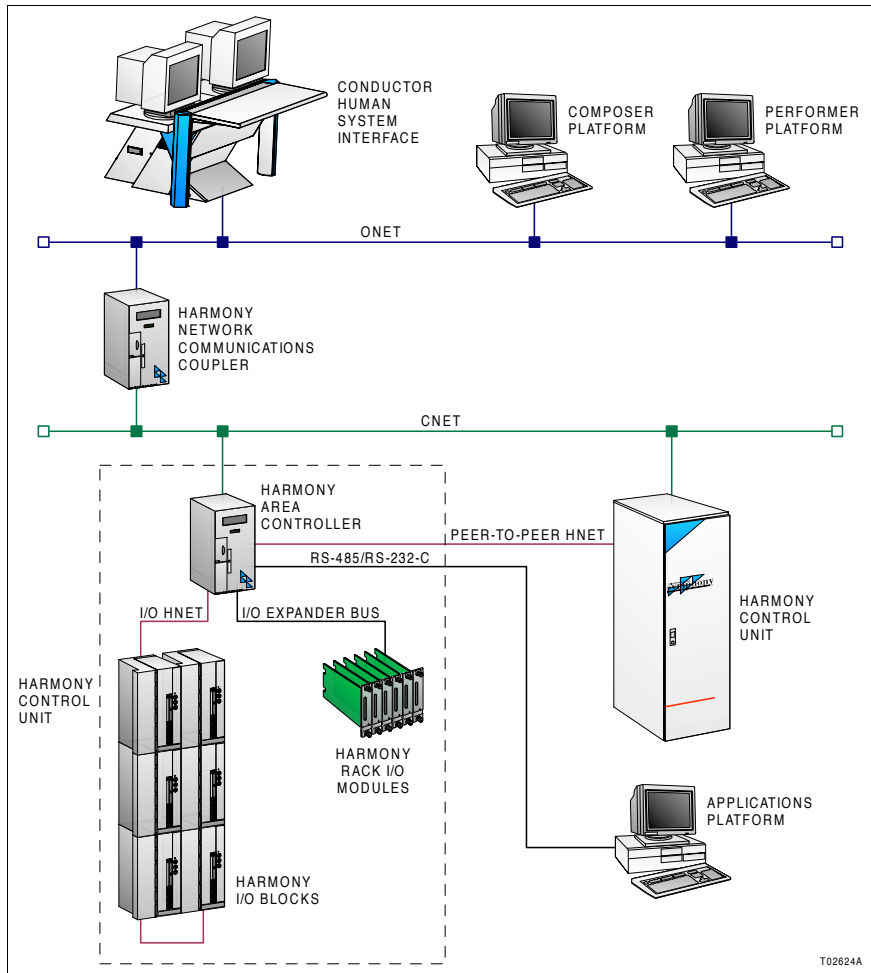 CONDUCTOR
HUMAN
SYSTEM
INTERFACE
COMPOSER
PLATFORM
PERFORMER
PLATFORM
ONET
HARMONY
NETWORK
COMMUNICATIONS
COUPLER
CNET
HARMONY
AREA
CONTROLLER
PEER-TO-PEER HNET
RS-485/RS-232-C
I/O HNET
I/O EXPANDER BUS
Symphony
HARMONY
CONTROL
UNIT
HARMONY
CONTROL
UNIT
HARMONY
RACK I/O
MODULES
APPLICATIONS
PLATFORM
HARMONY
I/O BLOCKS
T02624A